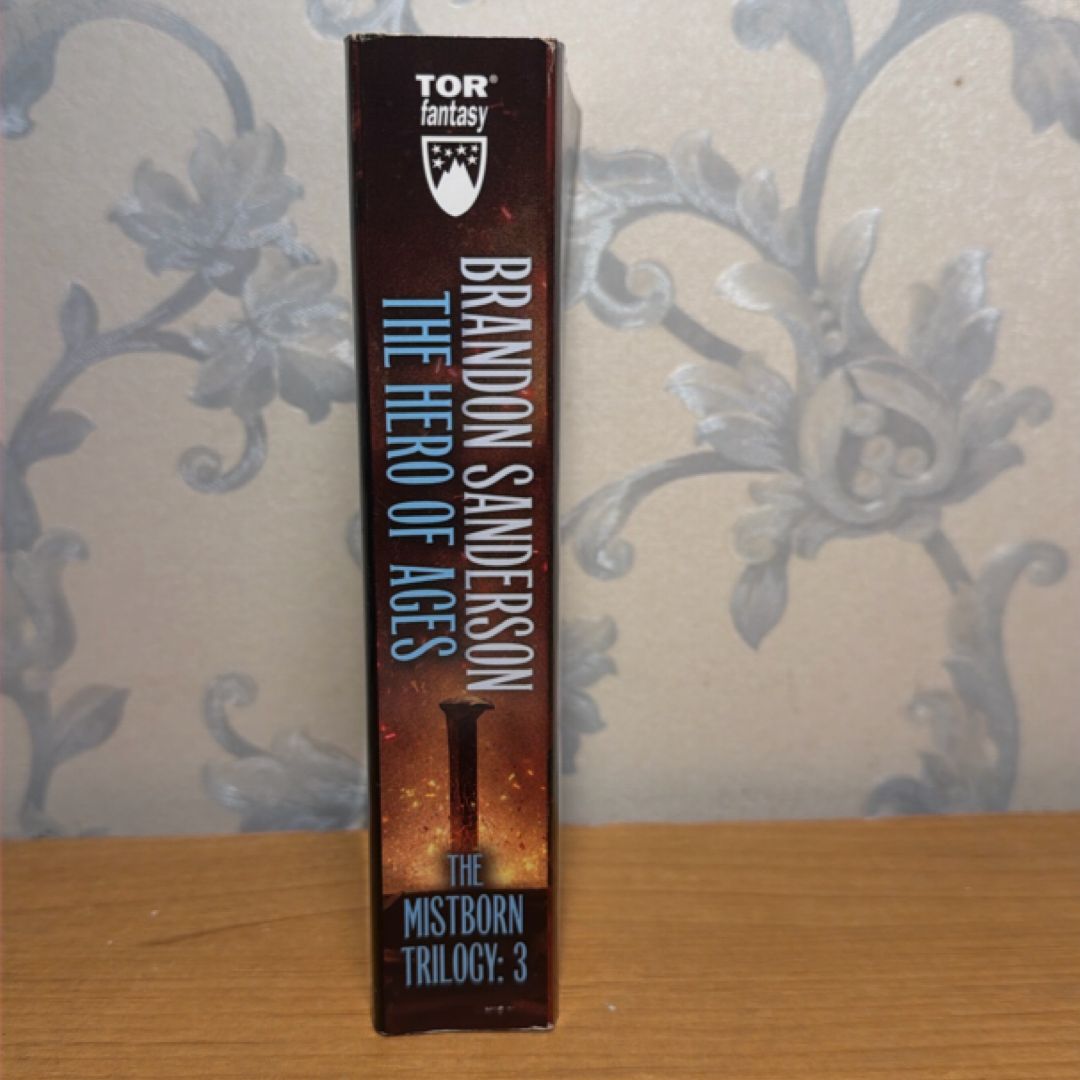 TOR®
fantasy
BRANDON SANDERSON
THE HERO OF AGES
THE
MISTBORN
TRILOGY: 3